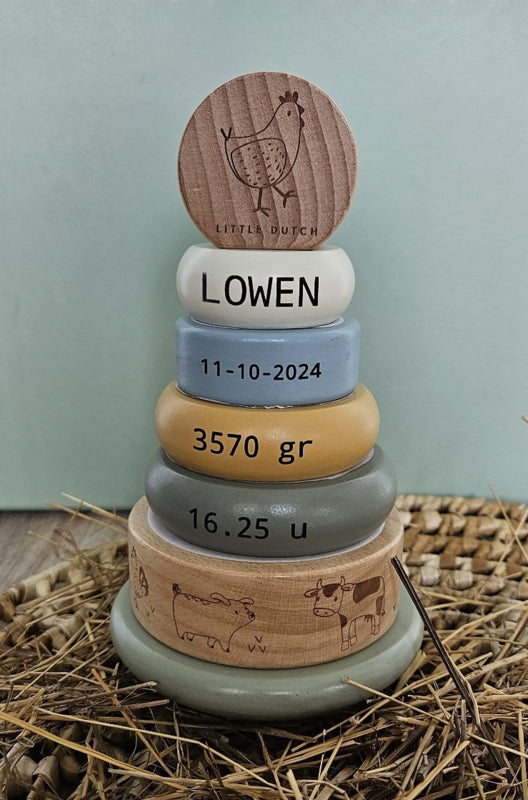 LITTLE DUTCH
LOWEN
11-10-2024
3570 gr
16.25 u